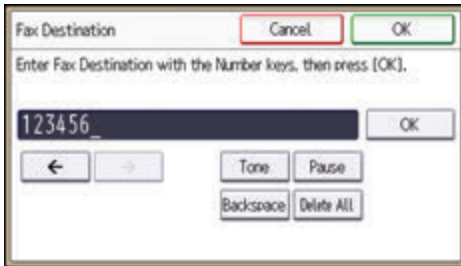 Fax Destination Cancel OK
Enter Fax Destination with the Number keys, then press [OK].
123456_ OK
← → Tone Pause
Backspace Delete All